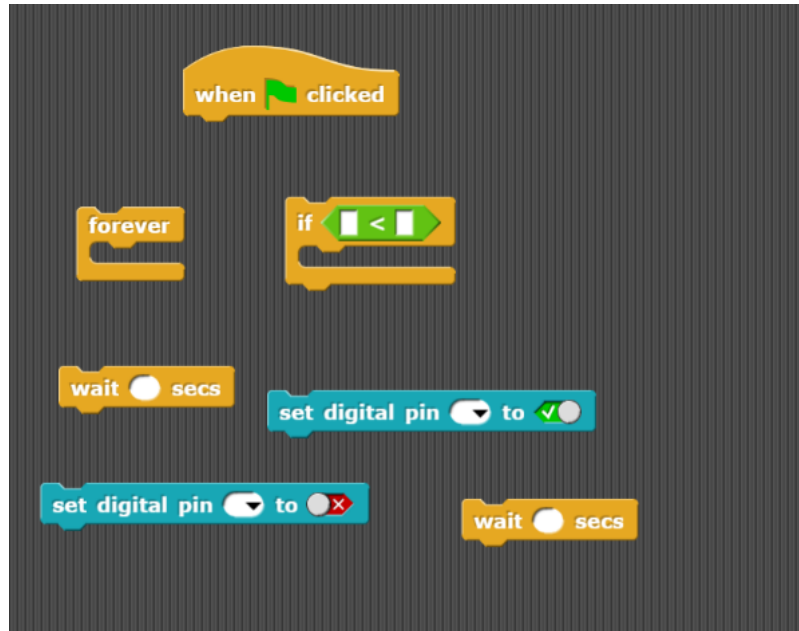 when clicked
forever
if <
wait secs
set digital pin to
set digital pin to
wait secs